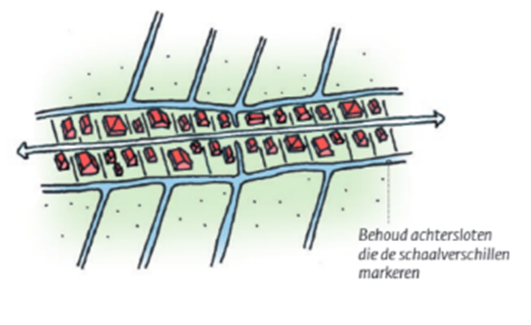 Behoud achtersloten
die de schaalverschillen
markeren